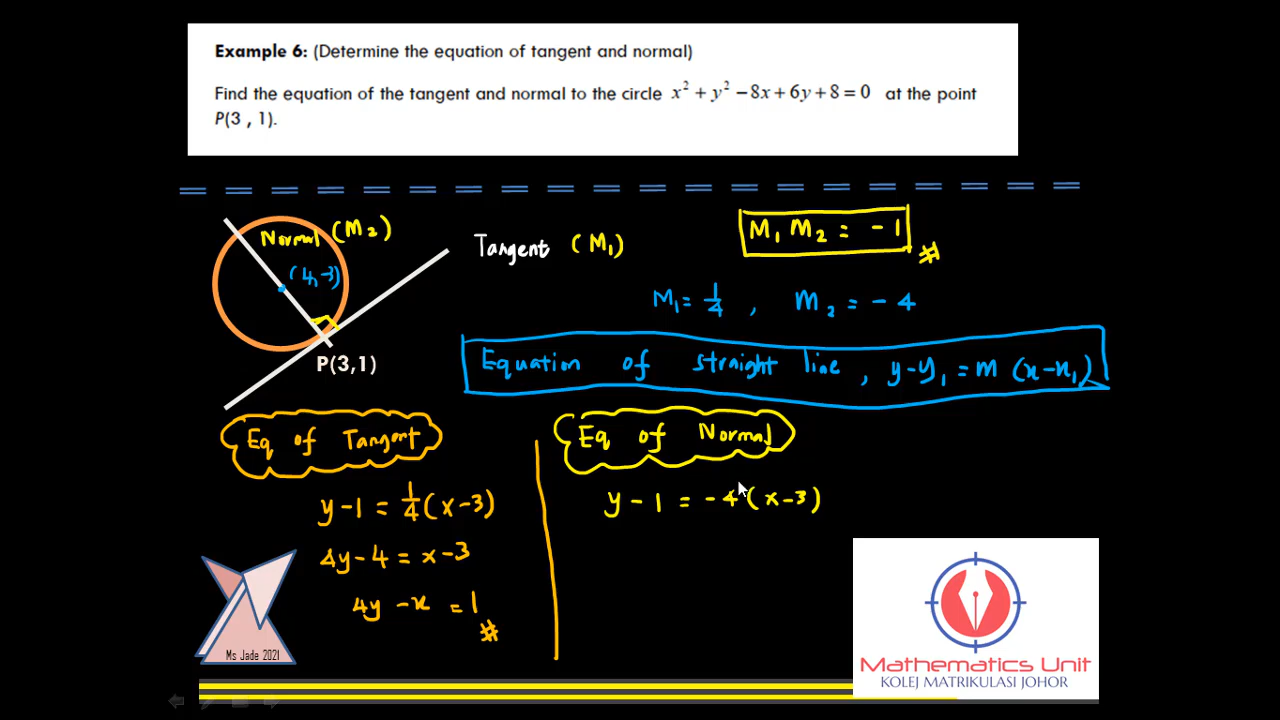 Example 6: (Determine the equation of tangent and normal)
Find the equation of the tangent and normal to the circle x² + y² − 8x + 6y + 8 = 0 at the point
P(3 , 1).
Normal (M₂)
(4,-3)
P(3,1)
Tangent (M₁)
M₁ M₂ = -1
M₁ = 1/4 , M₂ = -4
Equation of straight line , y-y₁ = m (x-x₁)
Eq of Tangent
y-1 = 1/4 (x-3)
4y-4 = x-3
4y -x = 1
Eq of Normal
y - 1 = -4(x-3)
Ms Jade 2021
Mathematics Unit
KOLEJ MATRIKULASI JOHOR